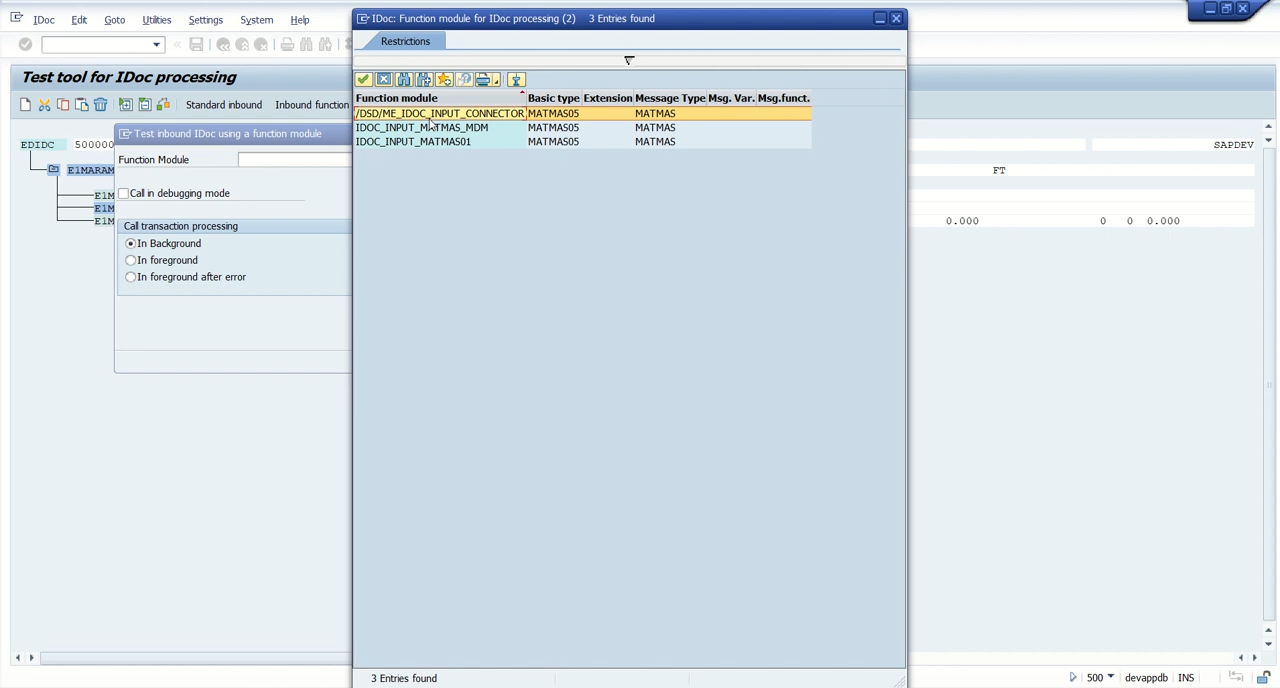 IDoc Edit Goto Utilities Settings System Help
Test tool for IDoc processing
Standard inbound Inbound function
EDIDC 500000
E1MARAM
E1M
E1M
E1M
Test inbound IDoc using a function module
Function Module
Call in debugging mode
Call transaction processing
In Background
In foreground
In foreground after error
IDoc: Function module for IDoc processing (2) 3 Entries found
Restrictions
Function module Basic type Extension Message Type Msg. Var. Msg.funct.
/DSD/ME_IDOC_INPUT_CONNECTOR MATMAS05 MATMAS
IDOC_INPUT_MATMAS_MDM MATMAS05 MATMAS
IDOC_INPUT_MATMAS01 MATMAS05 MATMAS
3 Entries found
SAPDEV
FT
0.000 0 0 0.000
500 devappdb INS